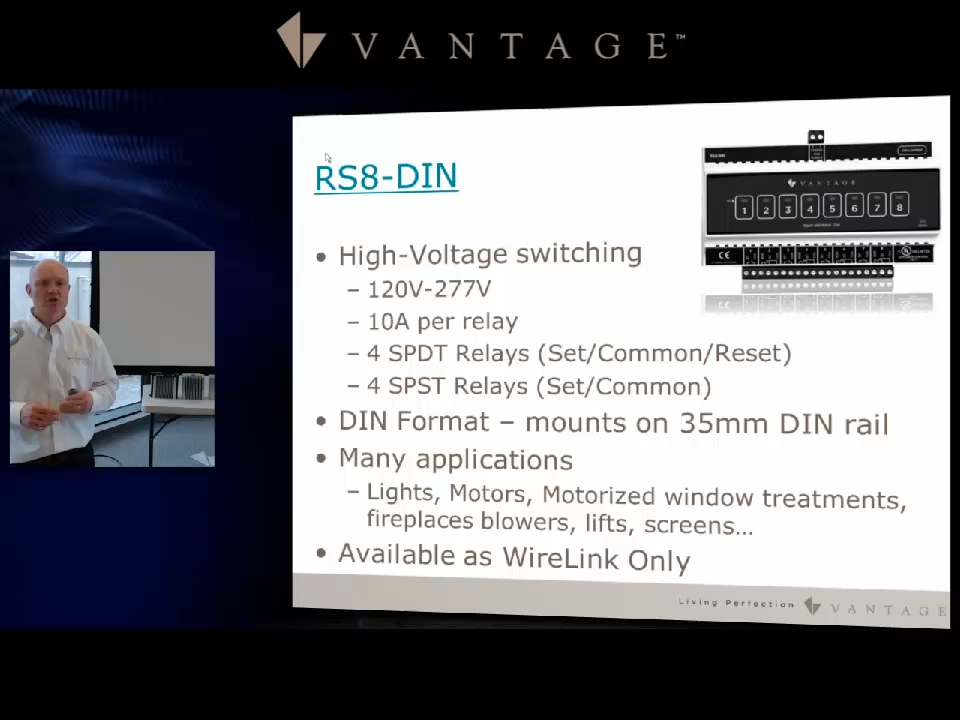 VANTAGE™
RS8-DIN
VANTAGE
1 2 3 4 5 6 7 8
CE
• High-Voltage switching
– 120V-277V
– 10A per relay
– 4 SPDT Relays (Set/Common/Reset)
– 4 SPST Relays (Set/Common)
• DIN Format – mounts on 35mm DIN rail
• Many applications
– Lights, Motors, Motorized window treatments,
fireplaces blowers, lifts, screens…
• Available as WireLink Only
Living Perfection VANTAGE